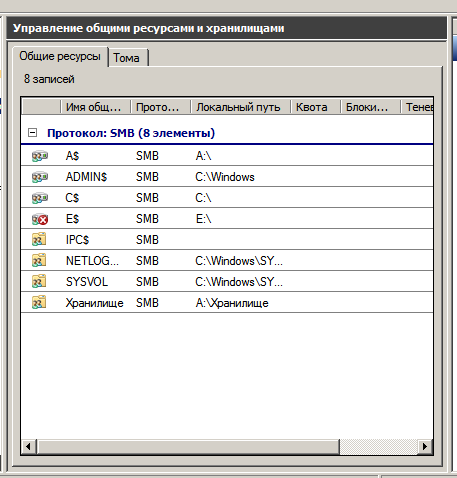 Управление общими ресурсами и хранилищами
Общие ресурсы Тома
8 записей
Имя общ... Прото... Локальный путь Квота Блоки... Тенев
Протокол: SMB (8 элементы)
A$ SMB A:\
ADMIN$ SMB C:\Windows
C$ SMB C:\
E$ SMB E:\
IPC$ SMB
NETLOG... SMB C:\Windows\SY...
SYSVOL SMB C:\Windows\SY...
Хранилище SMB A:\Хранилище